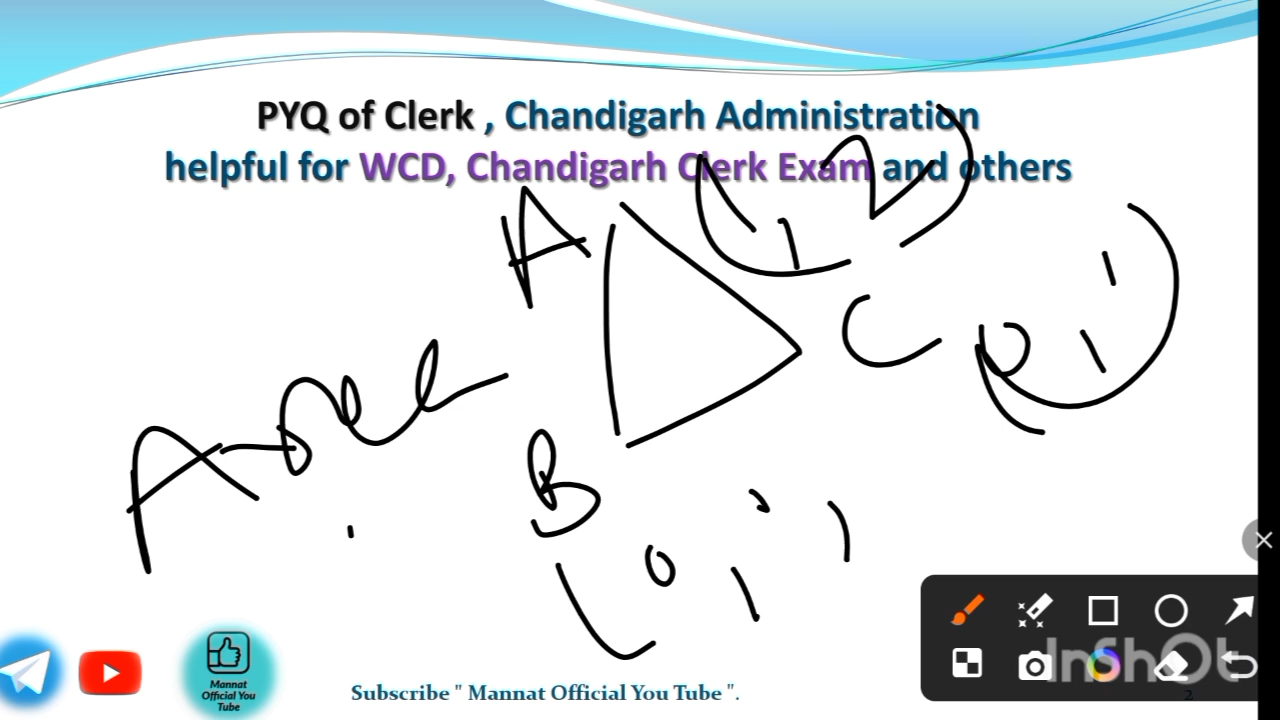 PYQ of Clerk , Chandigarh Administration
helpful for WCD, Chandigarh Clerk Exam and others
A
C
B
Mannat
Official You
Tube
Subscribe " Mannat Official You Tube ".
InShOt
2